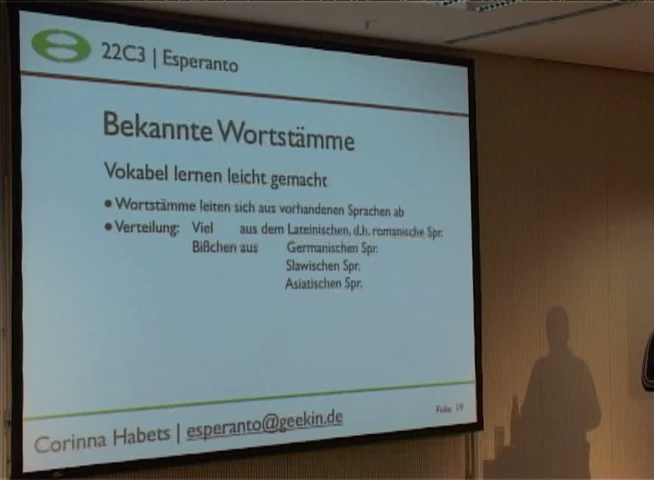 22C3 | Esperanto
Bekannte Wortstämme
Vokabel lernen leicht gemacht
• Wortstämme leiten sich aus vorhandenen Sprachen ab
• Verteilung: Viel aus dem Lateinischen, d.h. romanische Spr.
Bißchen aus Germanischen Spr.
Slawischen Spr.
Asiatischen Spr.
Corinna Habets | esperanto@geekin.de
Folie 19